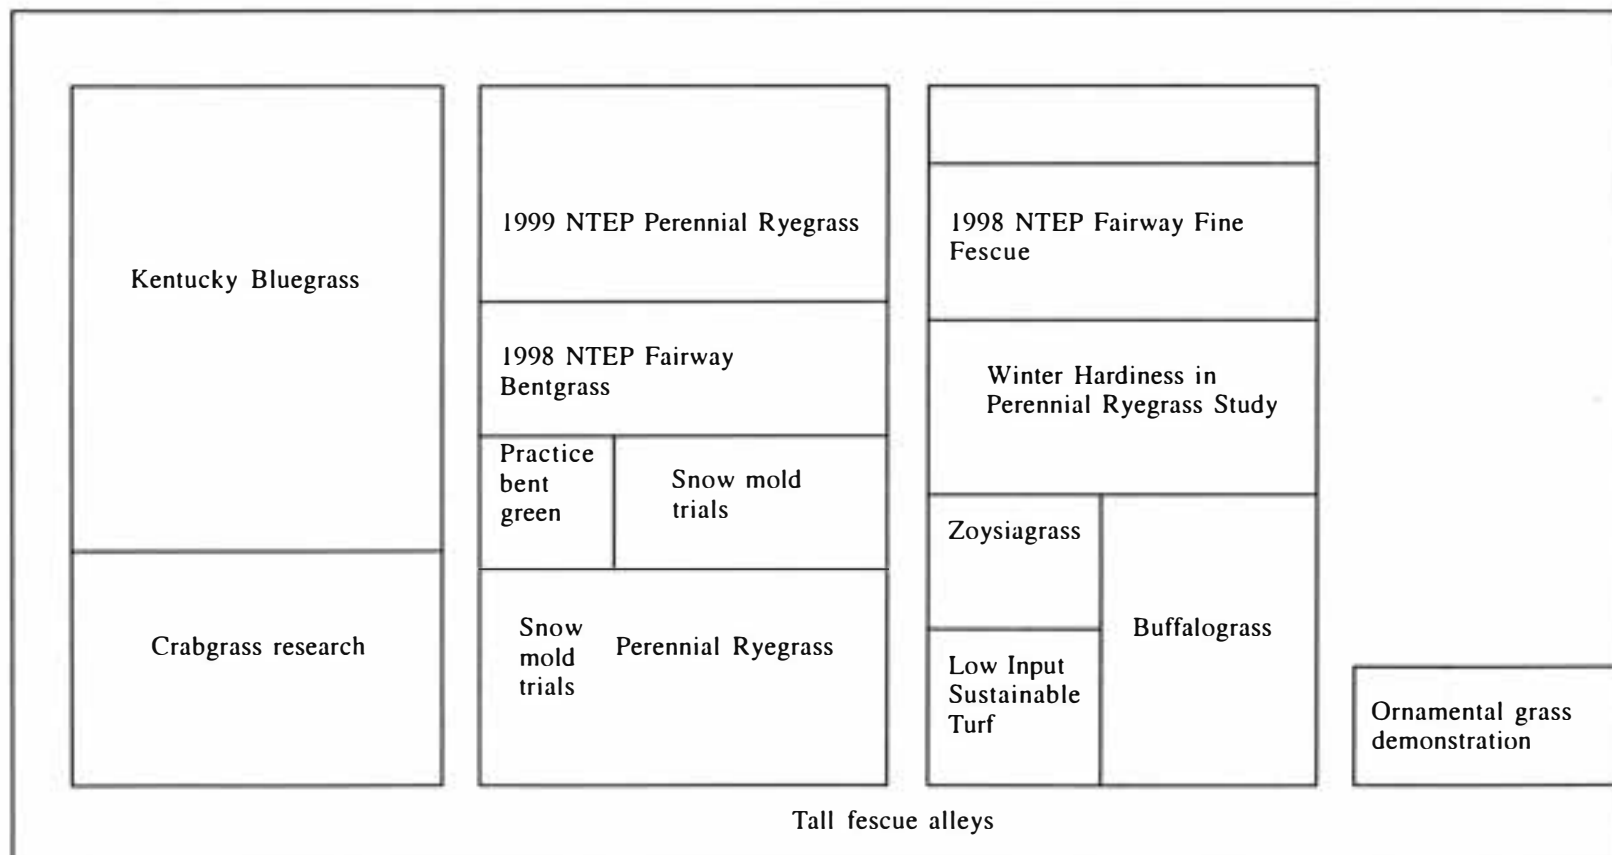 Kentucky Bluegrass
Crabgrass research
1999 NTEP Perennial Ryegrass
1998 NTEP Fairway
Bentgrass
Practice
bent
green
Snow mold
trials
Snow
mold
trials
Perennial Ryegrass
1998 NTEP Fairway Fine
Fescue
Winter Hardiness in
Perennial Ryegrass Study
Zoysiagrass
Low Input
Sustainable
Turf
Buffalograss
Ornamental grass
demonstration
Tall fescue alleys